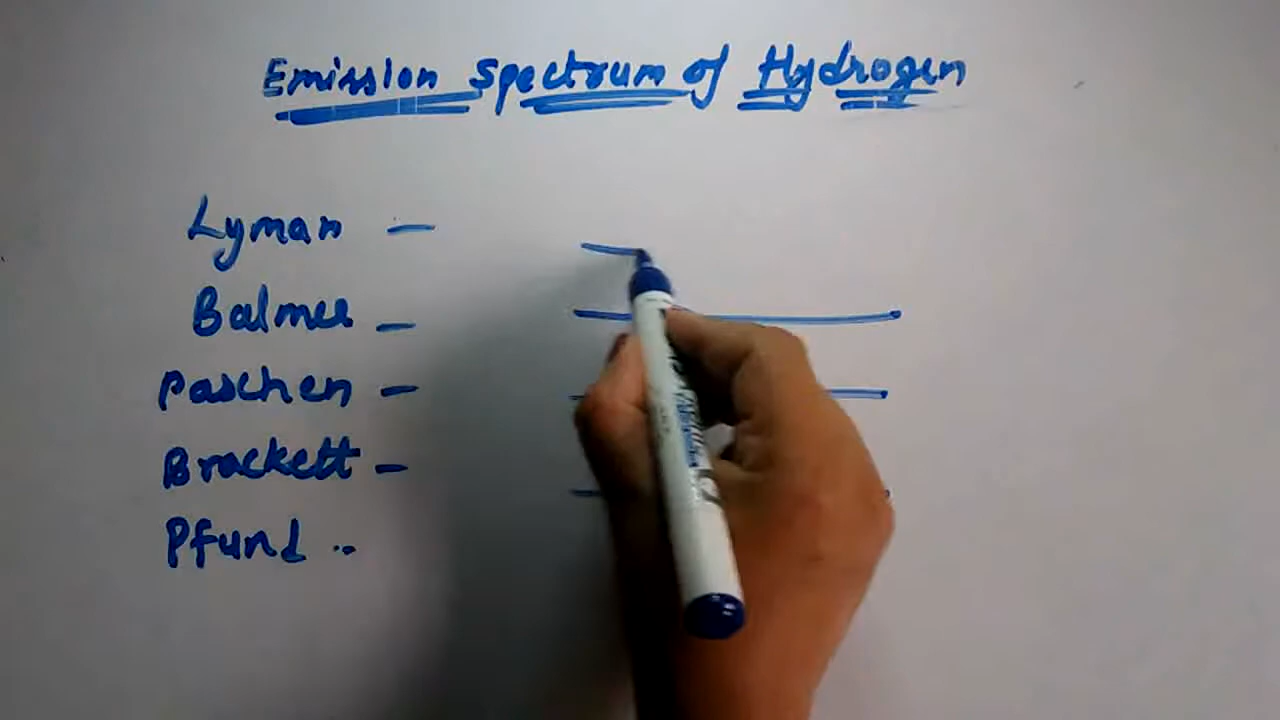 Emission Spectrum of Hydrogen
Lyman —
Balmer —
Paschen —
Brackett —
Pfund ..